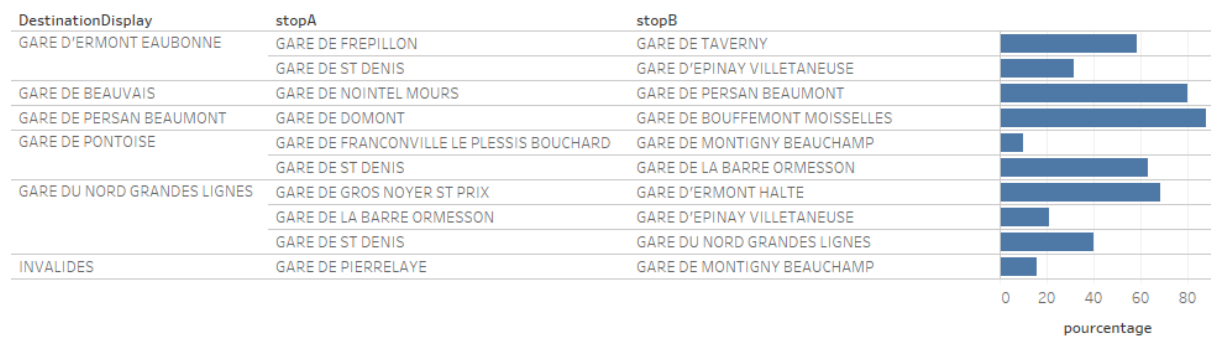 DestinationDisplay stopA stopB
GARE D'ERMONT EAUBONNE GARE DE FREPILLON GARE DE TAVERNY
GARE DE ST DENIS GARE D'EPINAY VILLETANEUSE
GARE DE BEAUVAIS GARE DE NOINTEL MOURS GARE DE PERSAN BEAUMONT
GARE DE PERSAN BEAUMONT GARE DE DOMONT GARE DE BOUFFEMONT MOISSELLES
GARE DE PONTOISE GARE DE FRANCONVILLE LE PLESSIS BOUCHARD GARE DE MONTIGNY BEAUCHAMP
GARE DE ST DENIS GARE DE LA BARRE ORMESSON
GARE DU NORD GRANDES LIGNES GARE DE GROS NOYER ST PRIX GARE D'ERMONT HALTE
GARE DE LA BARRE ORMESSON GARE D'EPINAY VILLETANEUSE
GARE DE ST DENIS GARE DU NORD GRANDES LIGNES
INVALIDES GARE DE PIERRELAYE GARE DE MONTIGNY BEAUCHAMP
0 20 40 60 80
pourcentage